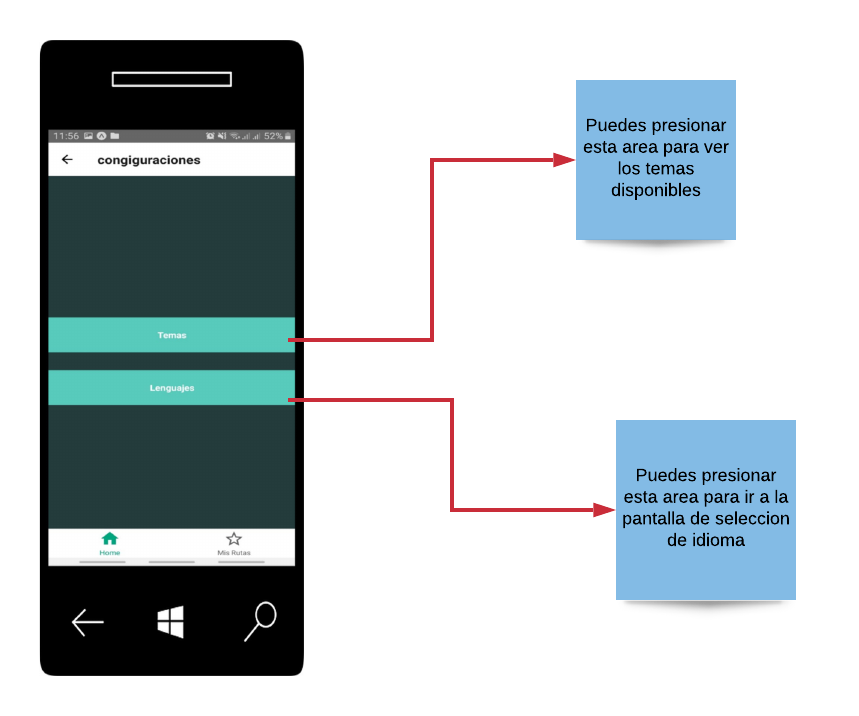 11:56
52%
congiguraciones
Temas
Lenguajes
Home
Mis Rutas
Puedes presionar
esta area para ver
los temas
disponibles
Puedes presionar
esta area para ir a la
pantalla de seleccion
de idioma